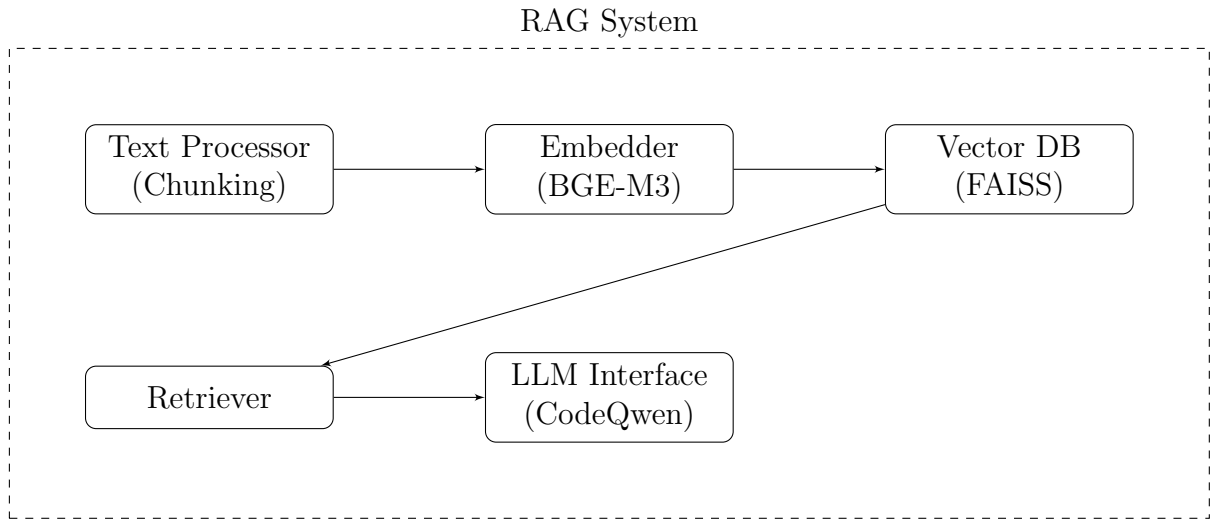 RAG System
Text Processor
(Chunking)
Embedder
(BGE-M3)
Vector DB
(FAISS)
Retriever
LLM Interface
(CodeQwen)